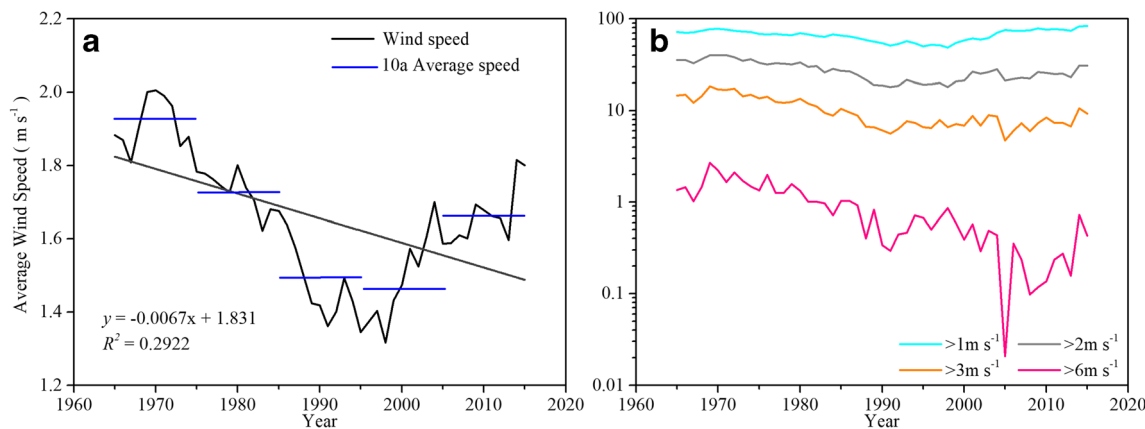 a
Wind speed
10a Average speed
y = -0.0067x + 1.831
R² = 0.2922
Average Wind Speed ( m s⁻¹)
2.2
2.0
1.8
1.6
1.4
1.2
1960 1970 1980 1990 2000 2010 2020
Year
b
100
10
1
0.1
0.01
>1m s⁻¹ >2m s⁻¹
>3m s⁻¹ >6m s⁻¹
1960 1970 1980 1990 2000 2010 2020
Year